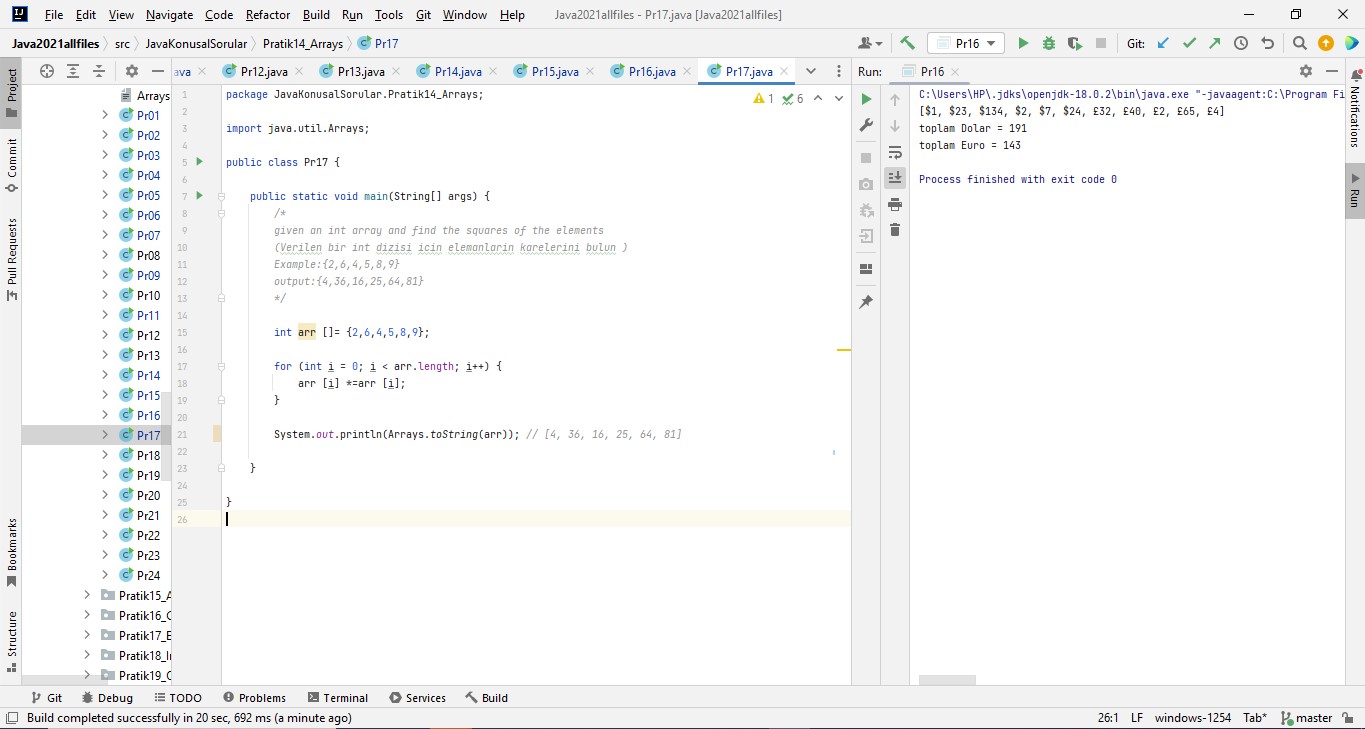 File Edit View Navigate Code Refactor Build Run Tools Git Window Help Java2021allfiles - Pr17.java [Java2021allfiles]
Java2021allfiles src JavaKonusalSorular Pratik14_Arrays Pr17 Pr16 Git:
ava Pr12.java Pr13.java Pr14.java Pr15.java Pr16.java Pr17.java Run: Pr16
Project
Commit
Pull Requests
Bookmarks
Structure
Arrays
Pr01
Pr02
Pr03
Pr04
Pr05
Pr06
Pr07
Pr08
Pr09
Pr10
Pr11
Pr12
Pr13
Pr14
Pr15
Pr16
Pr17
Pr18
Pr19
Pr20
Pr21
Pr22
Pr23
Pr24
Pratik15_A
Pratik16_C
Pratik17_E
Pratik18_I
Pratik19_C
1 package JavaKonusalSorular.Pratik14_Arrays;
2
3 import java.util.Arrays;
4
5 public class Pr17 {
6
7 public static void main(String[] args) {
8 /*
9 given an int array and find the squares of the elements
10 (Verilen bir int dizisi icin elemanlarin karelerini bulun )
11 Example:{2,6,4,5,8,9}
12 output:{4,36,16,25,64,81}
13 */
14
15 int arr []= {2,6,4,5,8,9};
16
17 for (int i = 0; i < arr.length; i++) {
18 arr [i] *=arr [i];
19 }
20
21 System.out.println(Arrays.toString(arr)); // [4, 36, 16, 25, 64, 81]
22
23 }
24
25 }
26
1 6
C:\Users\HP\.jdks\openjdk-18.0.2\bin\java.exe "-javaagent:C:\Program Fi
[$1, $23, $134, $2, $7, $24, £32, £40, £2, £65, £4]
toplam Dolar = 191
toplam Euro = 143
Process finished with exit code 0
Notifications
Run
Git Debug TODO Problems Terminal Services Build
Build completed successfully in 20 sec, 692 ms (a minute ago) 26:1 LF windows-1254 Tab* master